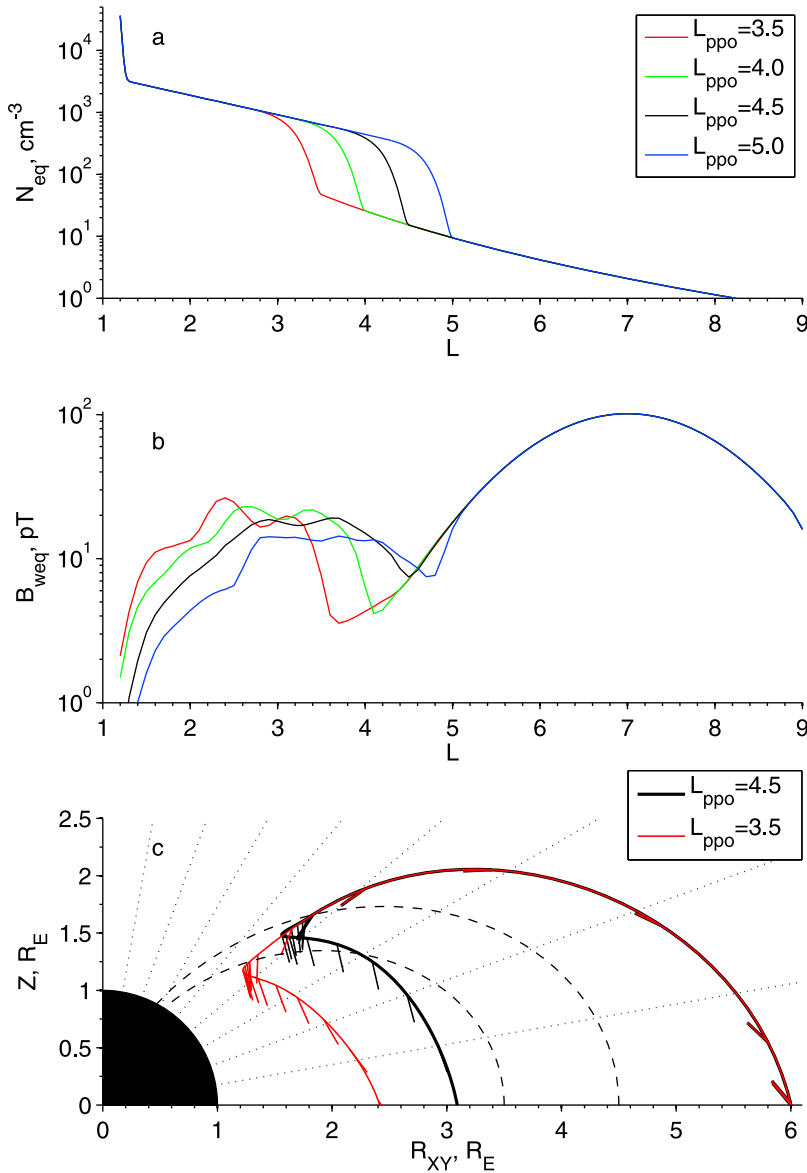 a
L_ppo=3.5
L_ppo=4.0
L_ppo=4.5
L_ppo=5.0
N_eq, cm^-3
10^4
10^3
10^2
10^1
10^0
1 2 3 4 5 6 7 8 9
L
b
B_weq, pT
10^2
10^1
10^0
1 2 3 4 5 6 7 8 9
L
L_ppo=4.5
L_ppo=3.5
c
Z, R_E
2.5
2
1.5
1
0.5
0
0 1 2 3 4 5 6
R_XY, R_E